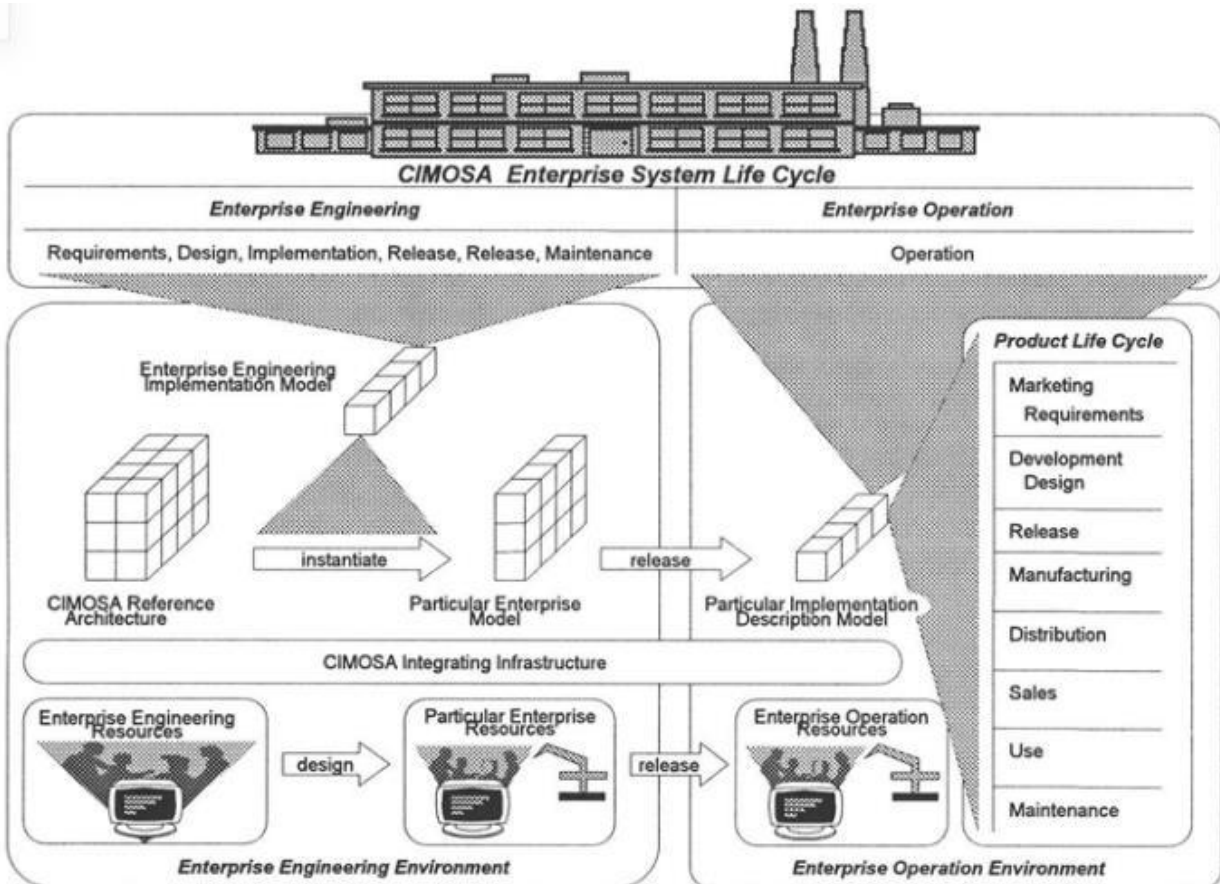 CIMOSA Enterprise System Life Cycle
Enterprise Engineering
Enterprise Operation
Requirements, Design, Implementation, Release, Release, Maintenance
Operation
Enterprise Engineering
Implementation Model
CIMOSA Reference
Architecture
instantiate
Particular Enterprise
Model
release
Particular Implementation
Description Model
Product Life Cycle
Marketing
Requirements
Development
Design
Release
Manufacturing
Distribution
Sales
Use
Maintenance
CIMOSA Integrating Infrastructure
Enterprise Engineering
Resources
design
Particular Enterprise
Resources
release
Enterprise Operation
Resources
Enterprise Engineering Environment
Enterprise Operation Environment